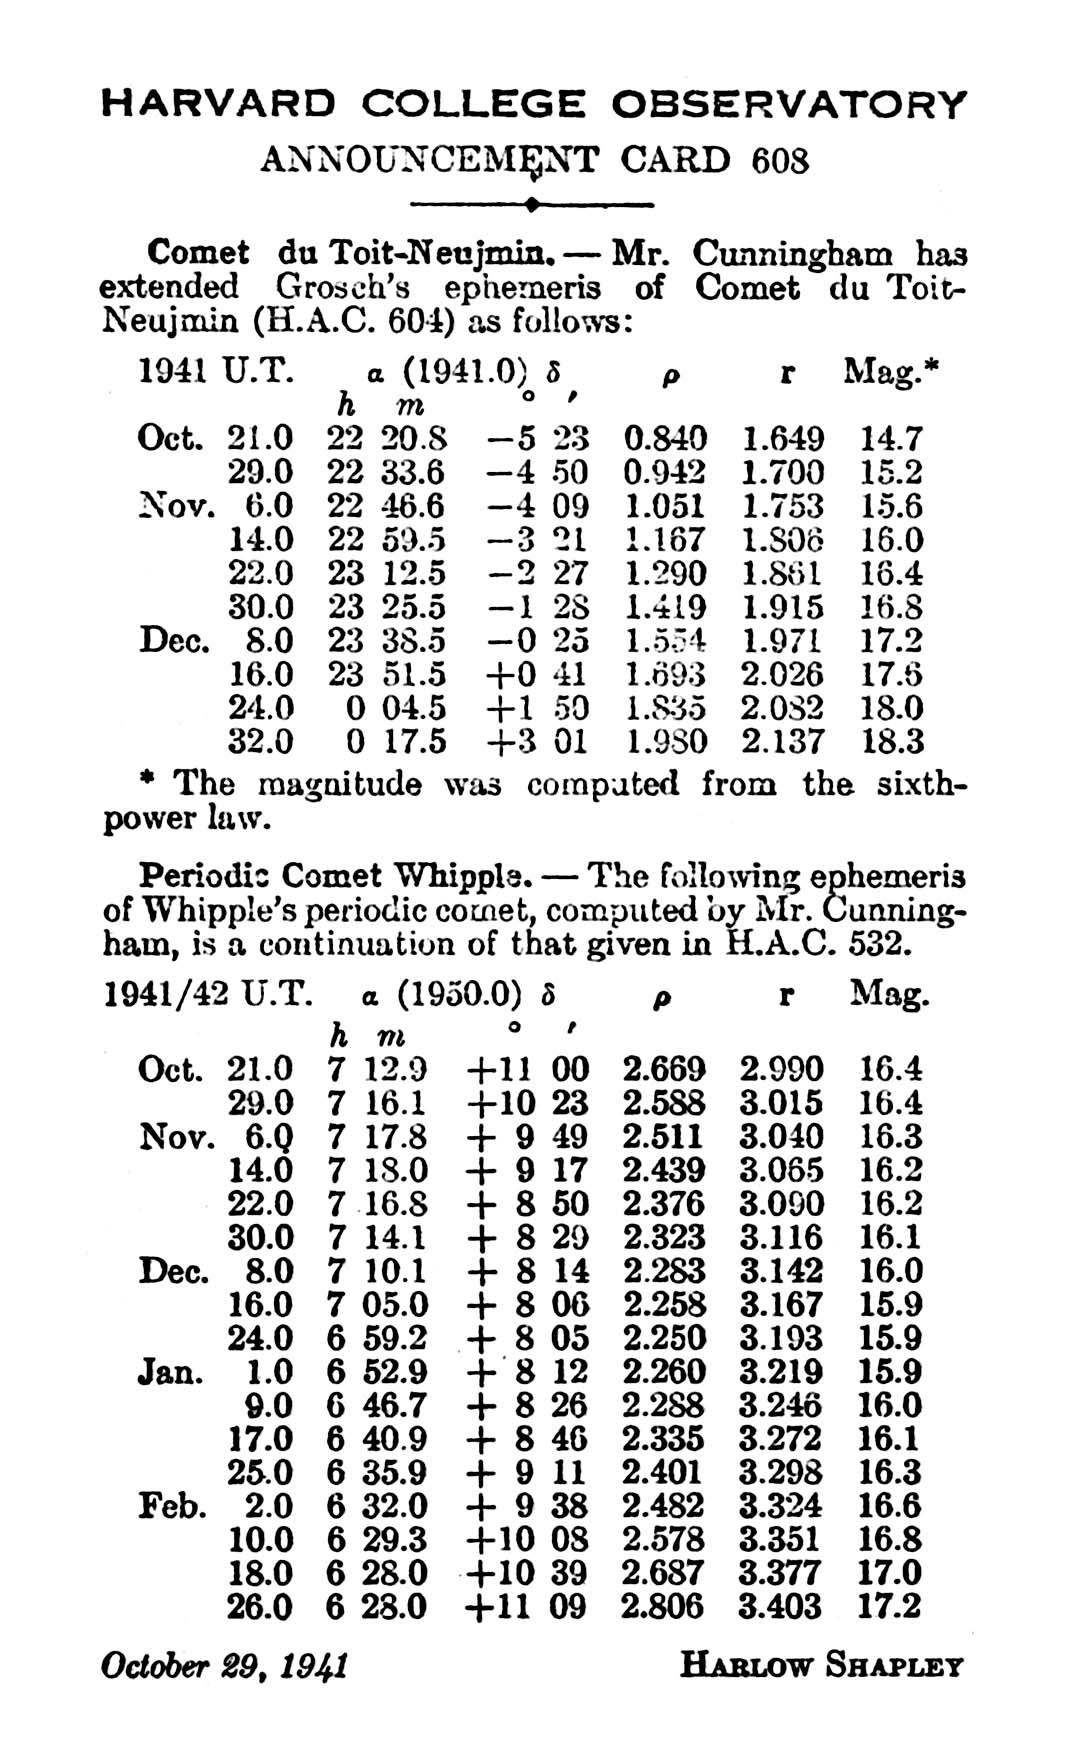 HARVARD COLLEGE OBSERVATORY
ANNOUNCEMENT CARD 608
Comet du Toit-Neujmin. — Mr. Cunningham has
extended Grosch's ephemeris of Comet du Toit-
Neujmin (H.A.C. 604) as follows:
1941 U.T. α (1941.0) δ ρ r Mag.*
h m ° ′
Oct. 21.0 22 20.8 −5 23 0.840 1.649 14.7
29.0 22 33.6 −4 50 0.942 1.700 15.2
Nov. 6.0 22 46.6 −4 09 1.051 1.753 15.6
14.0 22 59.5 −3 21 1.167 1.806 16.0
22.0 23 12.5 −2 27 1.290 1.861 16.4
30.0 23 25.5 −1 28 1.419 1.915 16.8
Dec. 8.0 23 38.5 −0 25 1.554 1.971 17.2
16.0 23 51.5 +0 41 1.693 2.026 17.6
24.0 0 04.5 +1 50 1.835 2.082 18.0
32.0 0 17.5 +3 01 1.980 2.137 18.3
* The magnitude was computed from the sixth-
power law.
Periodic Comet Whipple. — The following ephemeris
of Whipple's periodic comet, computed by Mr. Cunning-
ham, is a continuation of that given in H.A.C. 532.
1941/42 U.T. α (1950.0) δ ρ r Mag.
h m ° ′
Oct. 21.0 7 12.9 +11 00 2.669 2.990 16.4
29.0 7 16.1 +10 23 2.588 3.015 16.4
Nov. 6.0 7 17.8 + 9 49 2.511 3.040 16.3
14.0 7 18.0 + 9 17 2.439 3.065 16.2
22.0 7 16.8 + 8 50 2.376 3.090 16.2
30.0 7 14.1 + 8 29 2.323 3.116 16.1
Dec. 8.0 7 10.1 + 8 14 2.283 3.142 16.0
16.0 7 05.0 + 8 06 2.258 3.167 15.9
24.0 6 59.2 + 8 05 2.250 3.193 15.9
Jan. 1.0 6 52.9 + 8 12 2.260 3.219 15.9
9.0 6 46.7 + 8 26 2.288 3.246 16.0
17.0 6 40.9 + 8 46 2.335 3.272 16.1
25.0 6 35.9 + 9 11 2.401 3.298 16.3
Feb. 2.0 6 32.0 + 9 38 2.482 3.324 16.6
10.0 6 29.3 +10 08 2.578 3.351 16.8
18.0 6 28.0 +10 39 2.687 3.377 17.0
26.0 6 28.0 +11 09 2.806 3.403 17.2
October 29, 1941 HARLOW SHAPLEY